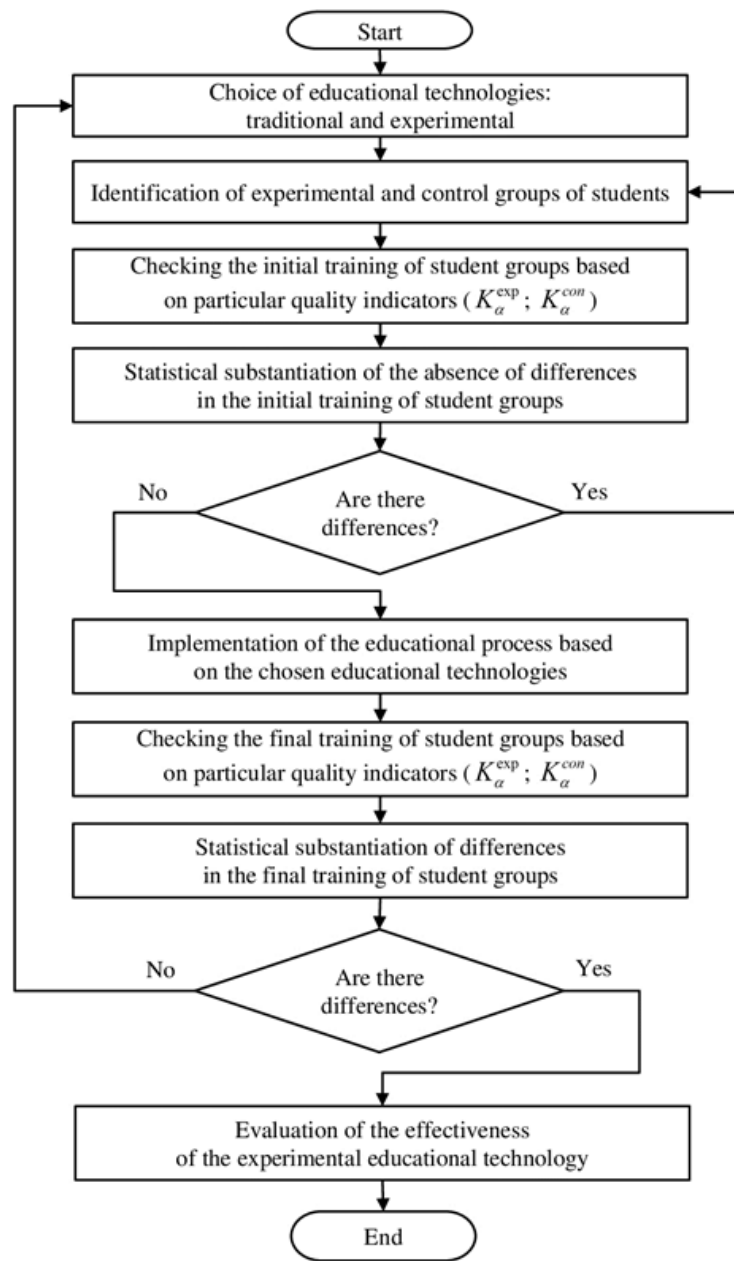 Start
Choice of educational technologies:
traditional and experimental
Identification of experimental and control groups of students
Checking the initial training of student groups based
on particular quality indicators ( K_α^exp ; K_α^con )
Statistical substantiation of the absence of differences
in the initial training of student groups
No
Yes
Are there
differences?
Implementation of the educational process based
on the chosen educational technologies
Checking the final training of student groups based
on particular quality indicators ( K_α^exp ; K_α^con )
Statistical substantiation of differences
in the final training of student groups
No
Yes
Are there
differences?
Evaluation of the effectiveness
of the experimental educational technology
End